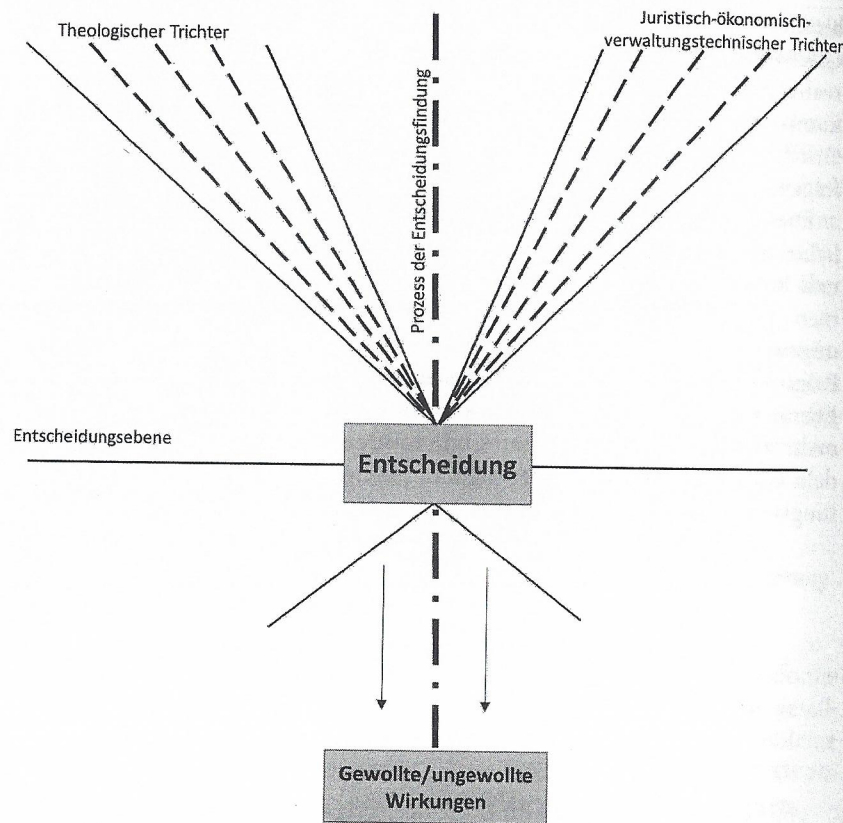 Theologischer Trichter
Juristisch-ökonomisch-
verwaltungstechnischer Trichter
Prozess der Entscheidungsfindung
Entscheidungsebene
Entscheidung
Gewollte/ungewollte
Wirkungen